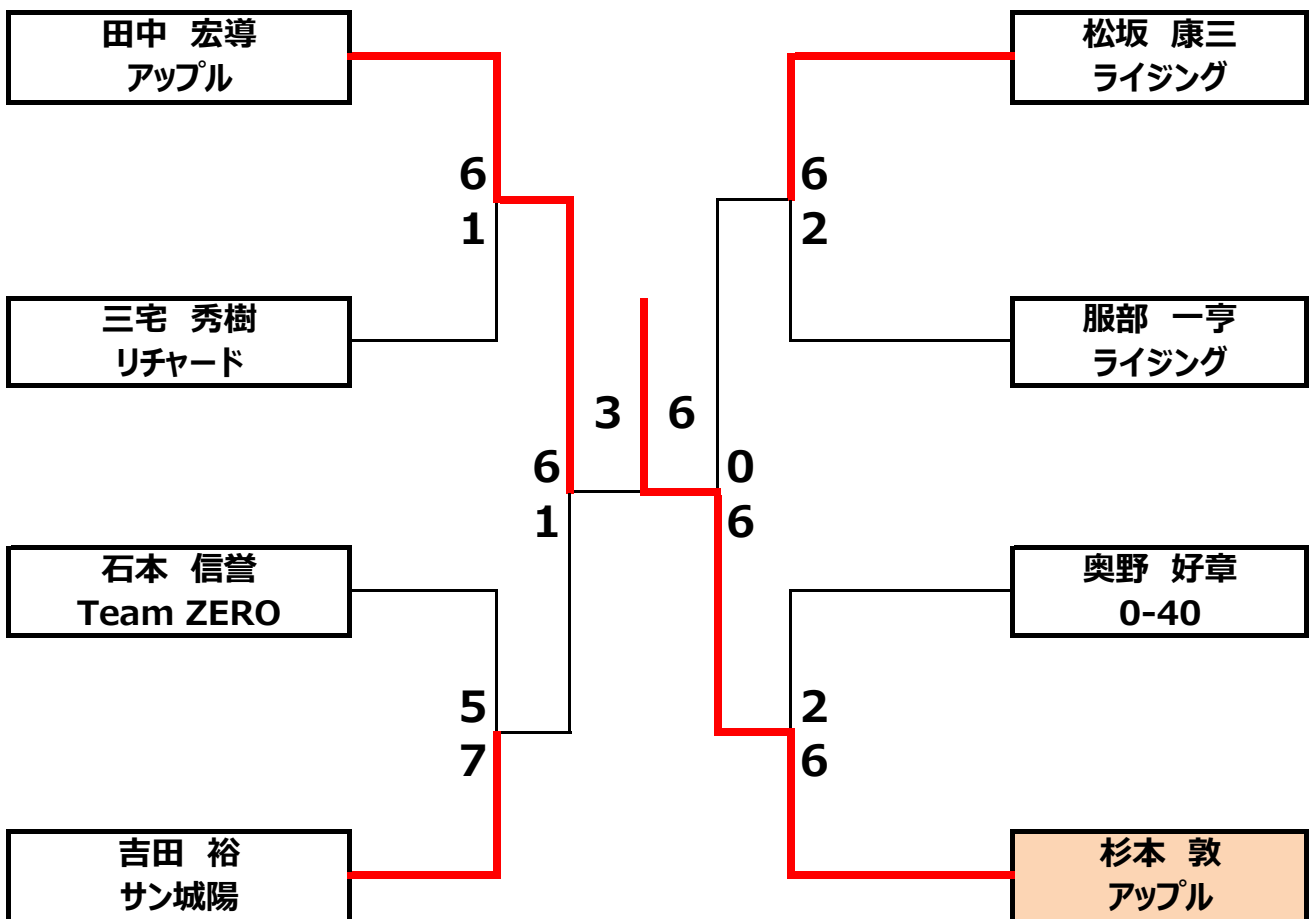 田中 宏導
アップル
松坂 康三
ライジング
6
6
1
2
三宅 秀樹
リチャード
服部 一亨
ライジング
3
6
6
0
1
6
石本 信誉
Team ZERO
奥野 好章
0-40
5
2
7
6
吉田 裕
サン城陽
杉本 敦
アップル